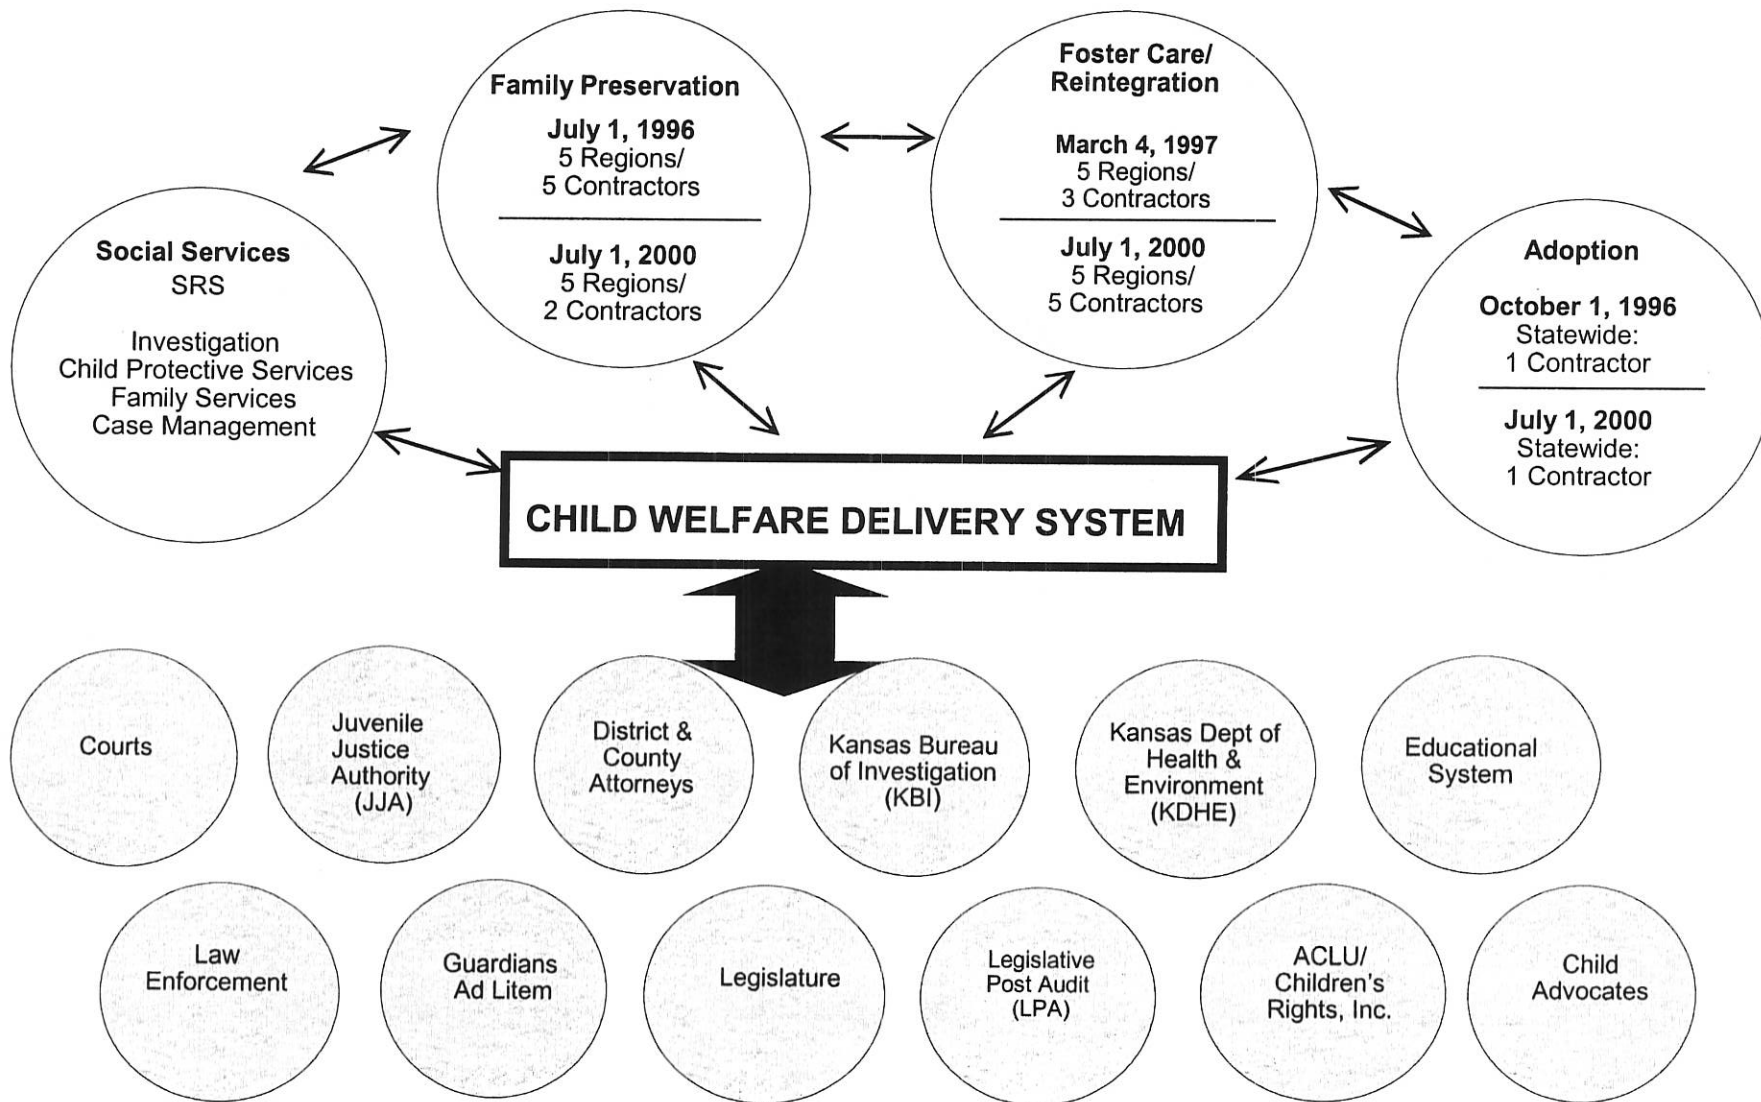 Family Preservation
July 1, 1996
5 Regions/
5 Contractors
July 1, 2000
5 Regions/
2 Contractors
Foster Care/
Reintegration
March 4, 1997
5 Regions/
3 Contractors
July 1, 2000
5 Regions/
5 Contractors
Social Services
SRS
Investigation
Child Protective Services
Family Services
Case Management
Adoption
October 1, 1996
Statewide:
1 Contractor
July 1, 2000
Statewide:
1 Contractor
CHILD WELFARE DELIVERY SYSTEM
Courts
Juvenile
Justice
Authority
(JJA)
District &
County
Attorneys
Kansas Bureau
of Investigation
(KBI)
Kansas Dept of
Health &
Environment
(KDHE)
Educational
System
Law
Enforcement
Guardians
Ad Litem
Legislature
Legislative
Post Audit
(LPA)
ACLU/
Children's
Rights, Inc.
Child
Advocates